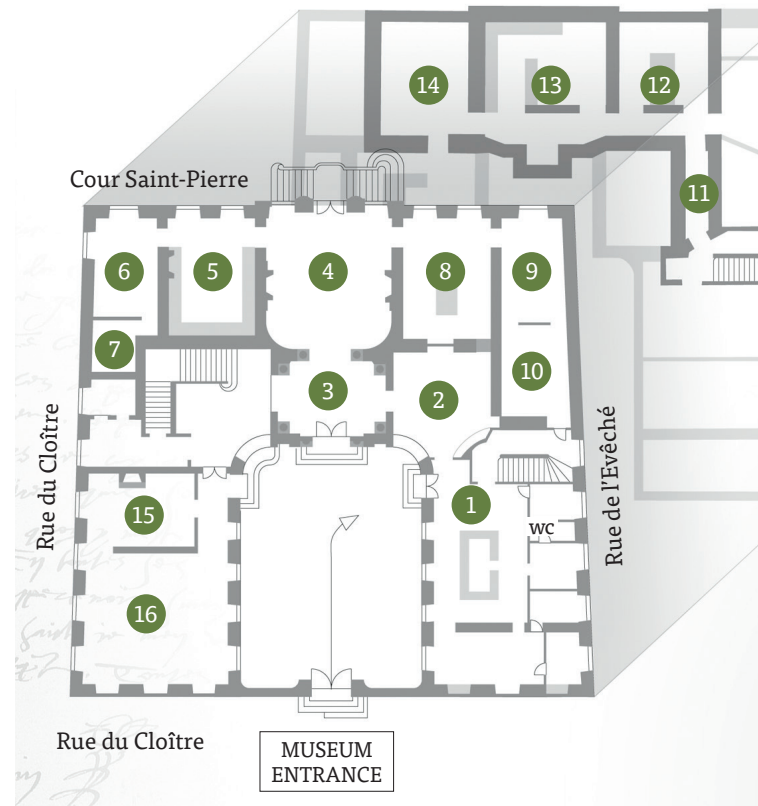 14
13
12
Cour Saint-Pierre
11
6
5
4
8
9
7
3
2
10
Rue du Cloître
Rue de l'Evêché
15
1
WC
16
Rue du Cloître
MUSEUM
ENTRANCE